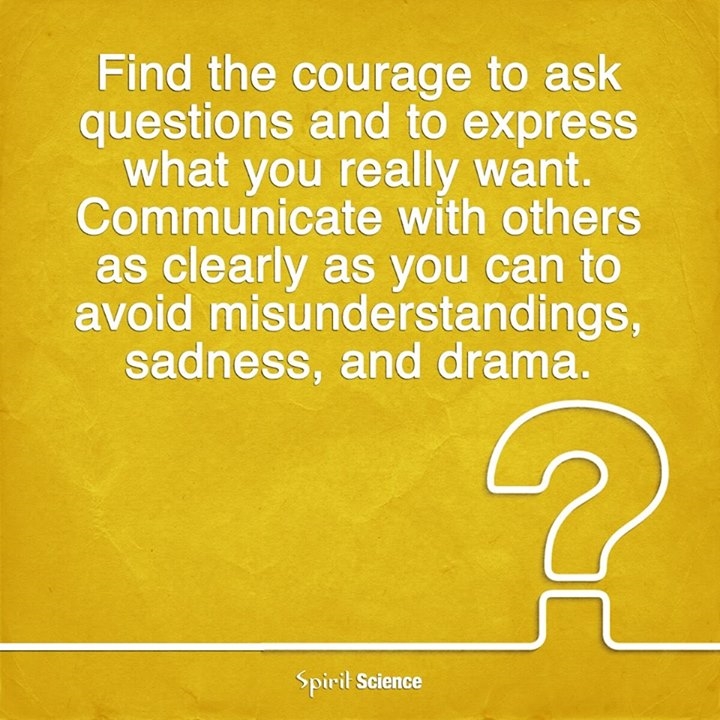 Find the courage to ask
questions and to express
what you really want.
Communicate with others
as clearly as you can to
avoid misunderstandings,
sadness, and drama.
?
Spirit Science